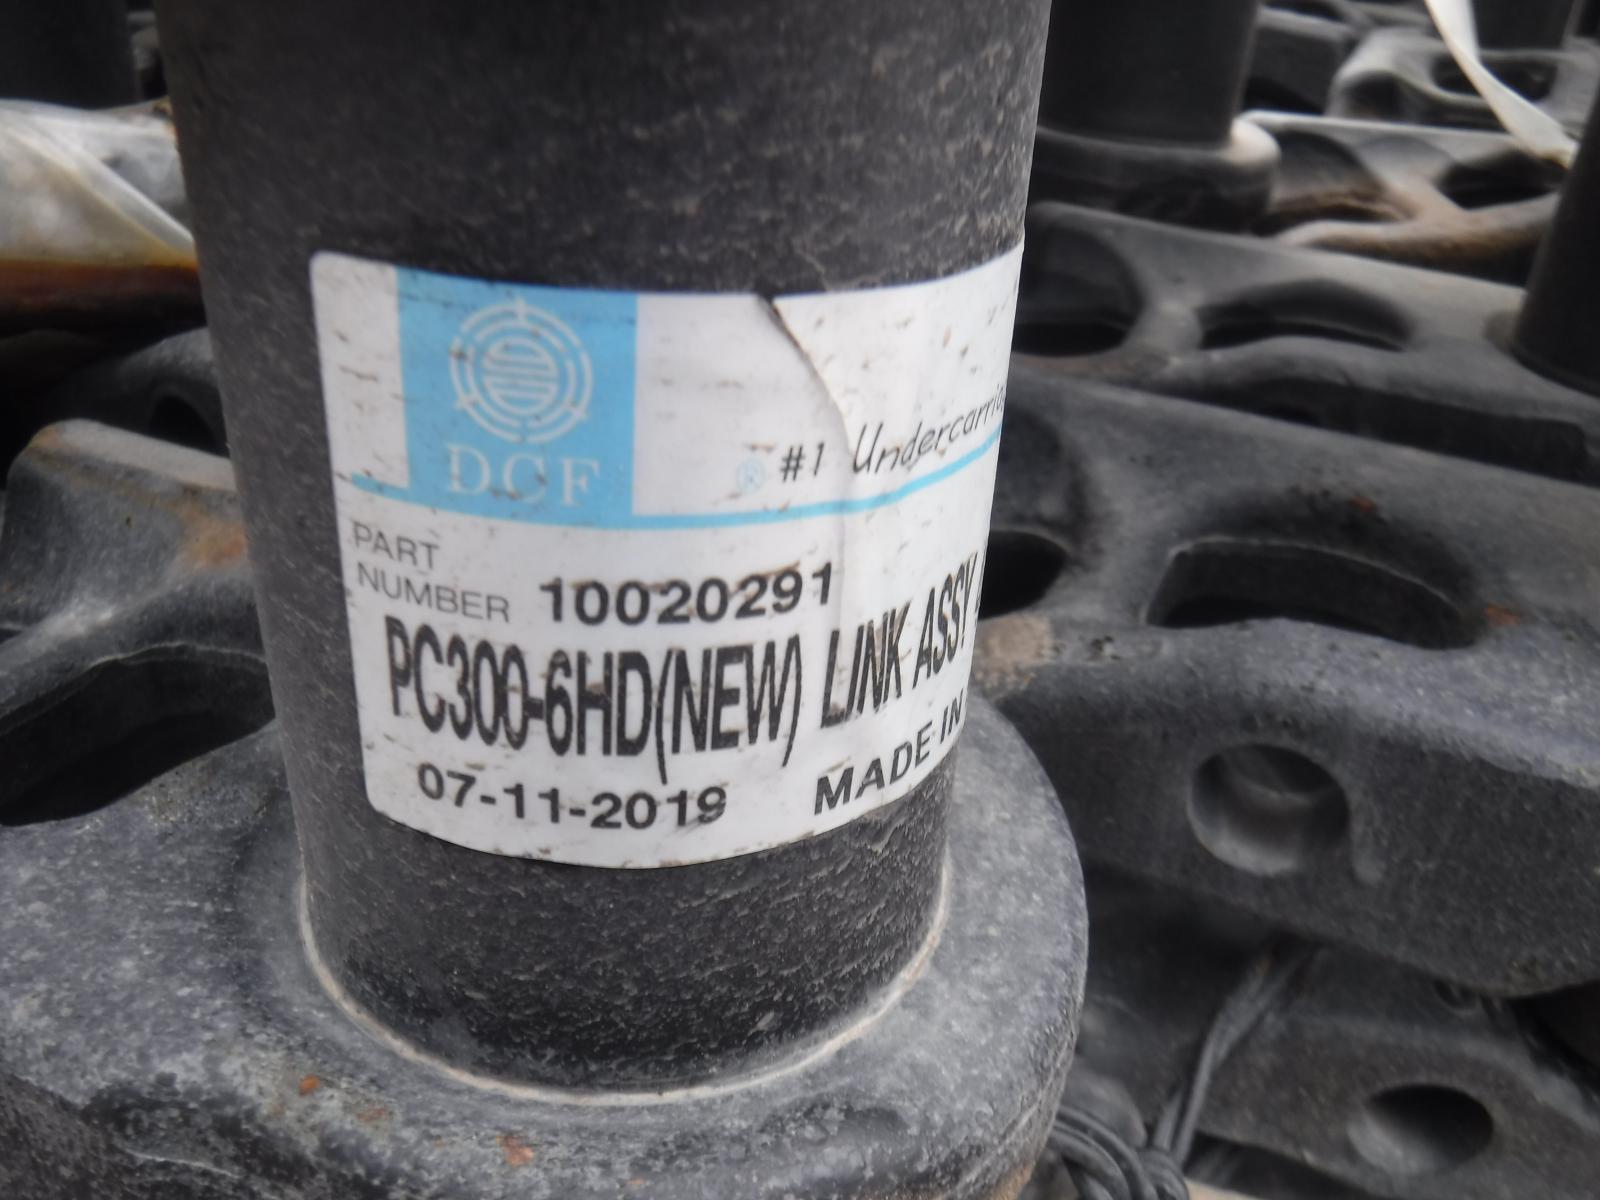 DCF
® #1 Undercarria
PART
NUMBER 10020291
PC300-6HD(NEW) LINK ASSY
07-11-2019 MADE IN